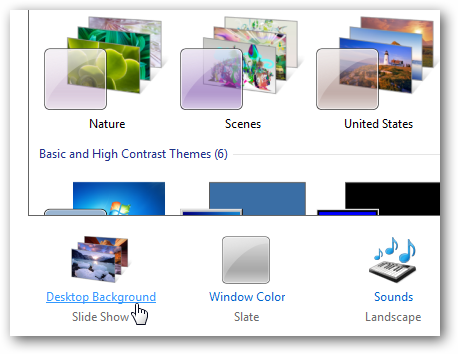 Nature Scenes United States
Basic and High Contrast Themes (6)
Desktop Background Window Color Sounds
Slide Show Slate Landscape